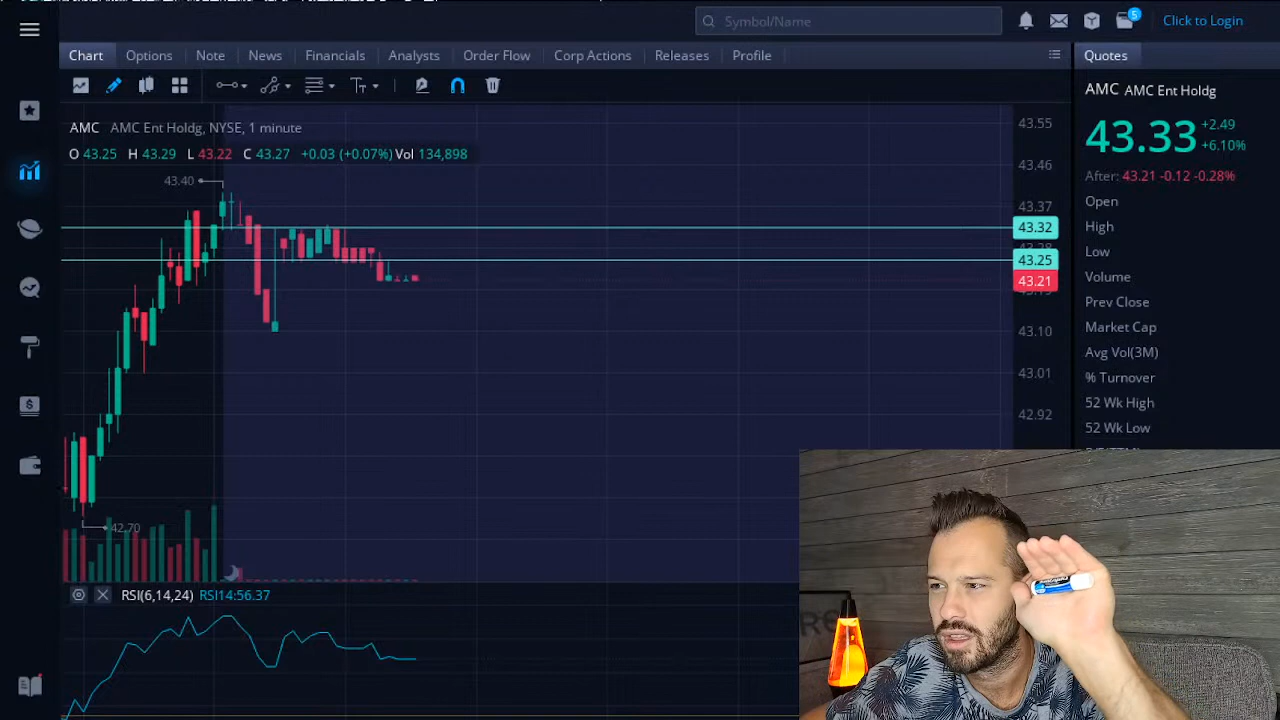 Symbol/Name
5
Click to Login
Chart Options Note News Financials Analysts Order Flow Corp Actions Releases Profile
Quotes
AMC AMC Ent Holdg
43.33 +2.49
+6.10%
After: 43.21 -0.12 -0.28%
Open
High
Low
Volume
Prev Close
Market Cap
Avg Vol(3M)
% Turnover
52 Wk High
52 Wk Low
AMC AMC Ent Holdg, NYSE, 1 minute
O 43.25 H 43.29 L 43.22 C 43.27 +0.03 (+0.07%) Vol 134,898
43.40
42.70
43.55
43.46
43.37
43.32
43.25
43.21
43.10
43.01
42.92
RSI(6,14,24) RSI14:56.37